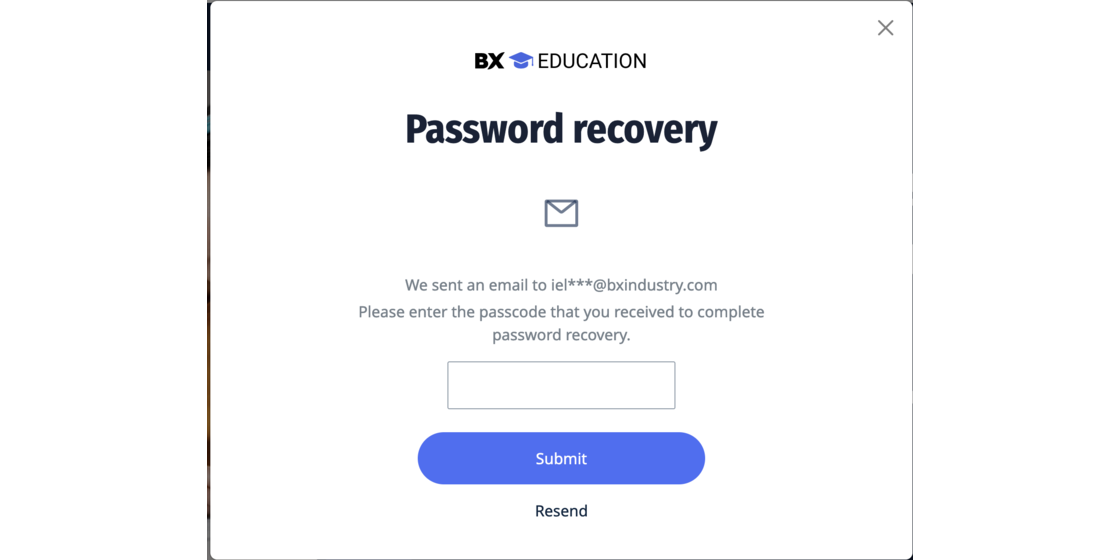 BX EDUCATION
Password recovery
We sent an email to iel***@bxindustry.com
Please enter the passcode that you received to complete
password recovery.
Submit
Resend